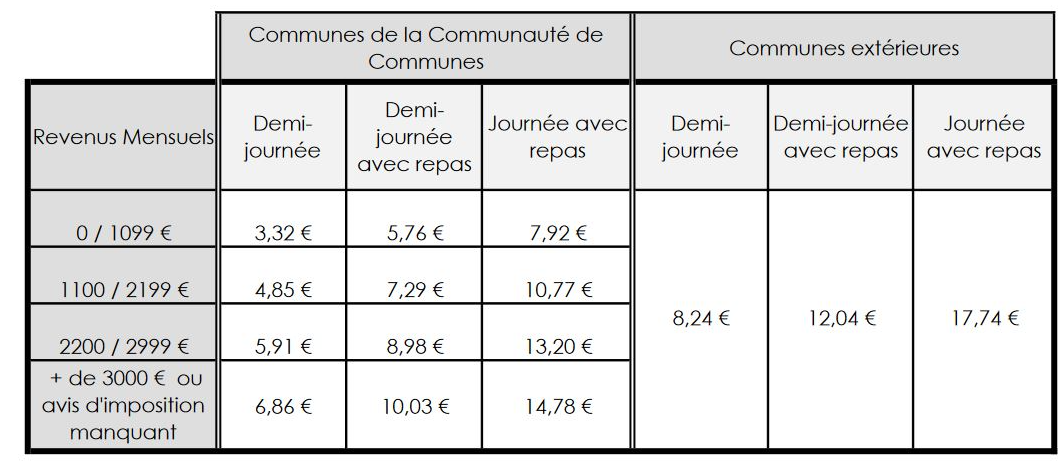 Communes de la Communauté de
Communes
Communes extérieures
Revenus Mensuels
Demi-
journée
Demi-
journée
avec repas
Journée avec
repas
Demi-
journée
Demi-journée
avec repas
Journée
avec repas
0 / 1099 €
3,32 €
5,76 €
7,92 €
1100 / 2199 €
4,85 €
7,29 €
10,77 €
2200 / 2999 €
5,91 €
8,98 €
13,20 €
8,24 €
12,04 €
17,74 €
+ de 3000 € ou
avis d'imposition
manquant
6,86 €
10,03 €
14,78 €